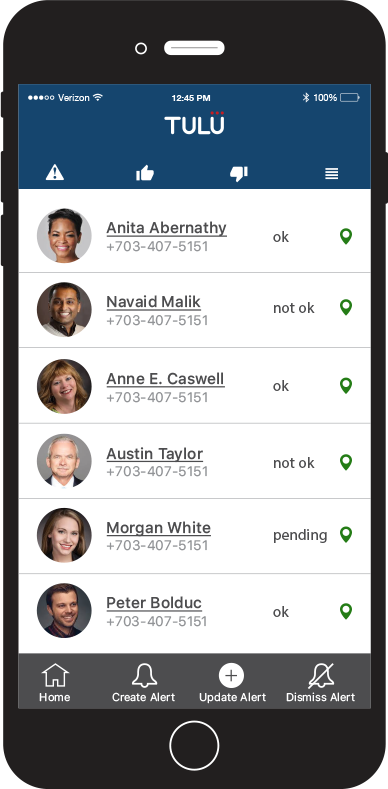 Verizon 12:45 PM 100%
TULU
Anita Abernathy ok
+703-407-5151
Navaid Malik not ok
+703-407-5151
Anne E. Caswell ok
+703-407-5151
Austin Taylor not ok
+703-407-5151
Morgan White pending
+703-407-5151
Peter Bolduc ok
+703-407-5151
Home Create Alert Update Alert Dismiss Alert